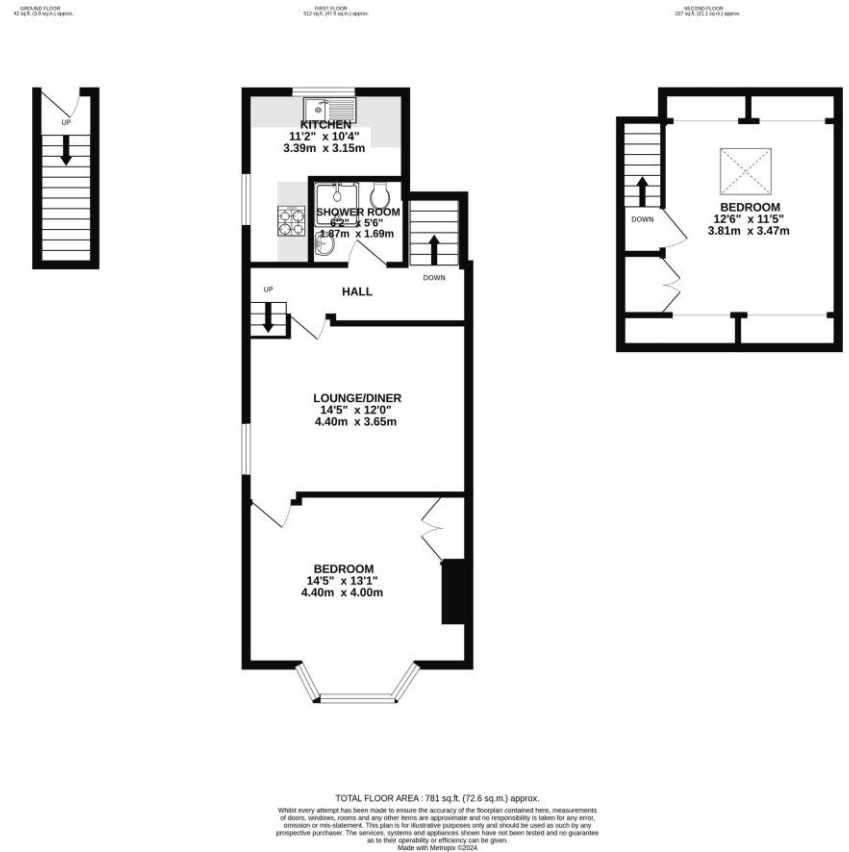 GROUND FLOOR
42 sq.ft. (3.9 sq.m.) approx.
FIRST FLOOR
512 sq.ft. (47.5 sq.m.) approx.
SECOND FLOOR
227 sq.ft. (21.1 sq.m.) approx.
UP
KITCHEN
11'2" x 10'4"
3.39m x 3.15m
SHOWER ROOM
6'2" x 5'6"
1.87m x 1.69m
DOWN
UP
HALL
LOUNGE/DINER
14'5" x 12'0"
4.40m x 3.65m
BEDROOM
14'5" x 13'1"
4.40m x 4.00m
DOWN
BEDROOM
12'6" x 11'5"
3.81m x 3.47m
TOTAL FLOOR AREA : 781 sq.ft. (72.6 sq.m.) approx.
Whilst every attempt has been made to ensure the accuracy of the floorplan contained here, measurements
of doors, windows, rooms and any other items are approximate and no responsibility is taken for any error,
omission or mis-statement. This plan is for illustrative purposes only and should be used as such by any
prospective purchaser. The services, systems and appliances shown have not been tested and no guarantee
as to their operability or efficiency can be given.
Made with Metropix ©2024